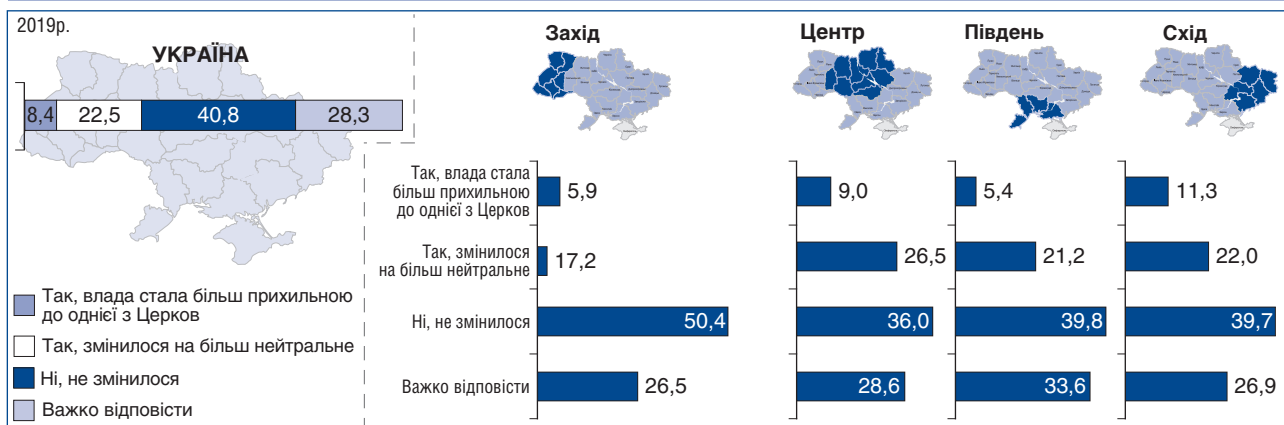 2019р.
УКРАЇНА
8,4 22,5 40,8 28,3
Так, влада стала більш прихильною
до однієї з Церков
Так, змінилося на більш нейтральне
Ні, не змінилося
Важко відповісти
Захід Центр Південь Схід
Так, влада стала
більш прихильною
до однієї з Церков
5,9 9,0 5,4 11,3
Так, змінилося
на більш нейтральне
17,2 26,5 21,2 22,0
Ні, не змінилося
50,4 36,0 39,8 39,7
Важко відповісти
26,5 28,6 33,6 26,9